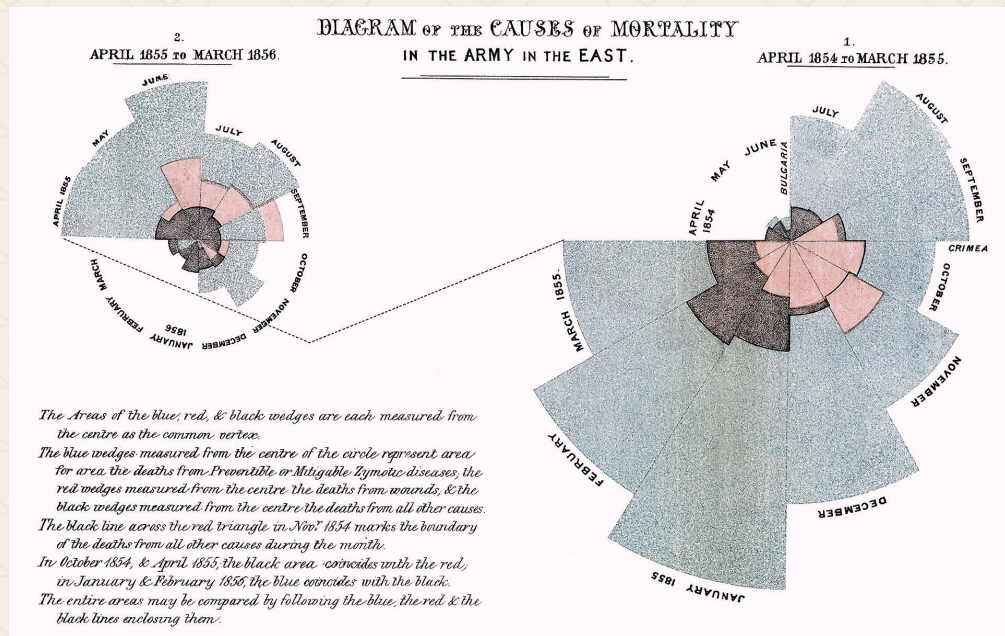 DIAGRAM OF THE CAUSES OF MORTALITY
IN THE ARMY IN THE EAST.
2.
APRIL 1855 TO MARCH 1856.
1.
APRIL 1854 TO MARCH 1855.
JUNE
MAY
JULY
AUGUST
APRIL 1855
SEPTEMBER
OCTOBER
NOVEMBER
DECEMBER
JANUARY
1856
FEBRUARY
MARCH
JULY
AUGUST
JUNE
MAY
BULGARIA
SEPTEMBER
APRIL
1854
CRIMEA
OCTOBER
MARCH 1855.
NOVEMBER
FEBRUARY
DECEMBER
JANUARY 1855
The Areas of the blue, red, & black wedges are each measured from
the centre as the common vertex.
The blue wedges measured from the centre of the circle represent area
for area the deaths from Preventible or Mitigable Zymotic diseases; the
red wedges measured from the centre the deaths from wounds; & the
black wedges measured from the centre the deaths from all other causes.
The black line across the red triangle in Novr. 1854 marks the boundary
of the deaths from all other causes during the month.
In October 1854, & April 1855, the black area coincides with the red;
in January & February 1856, the blue coincides with the black.
The entire areas may be compared by following the blue, the red & the
black lines enclosing them.